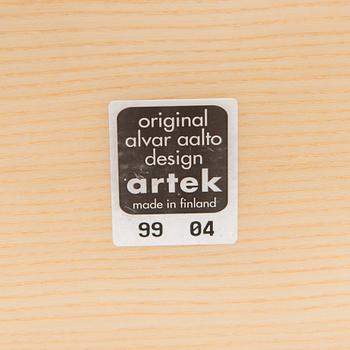 original
alvar aalto
design
artek
made in finland
99 04